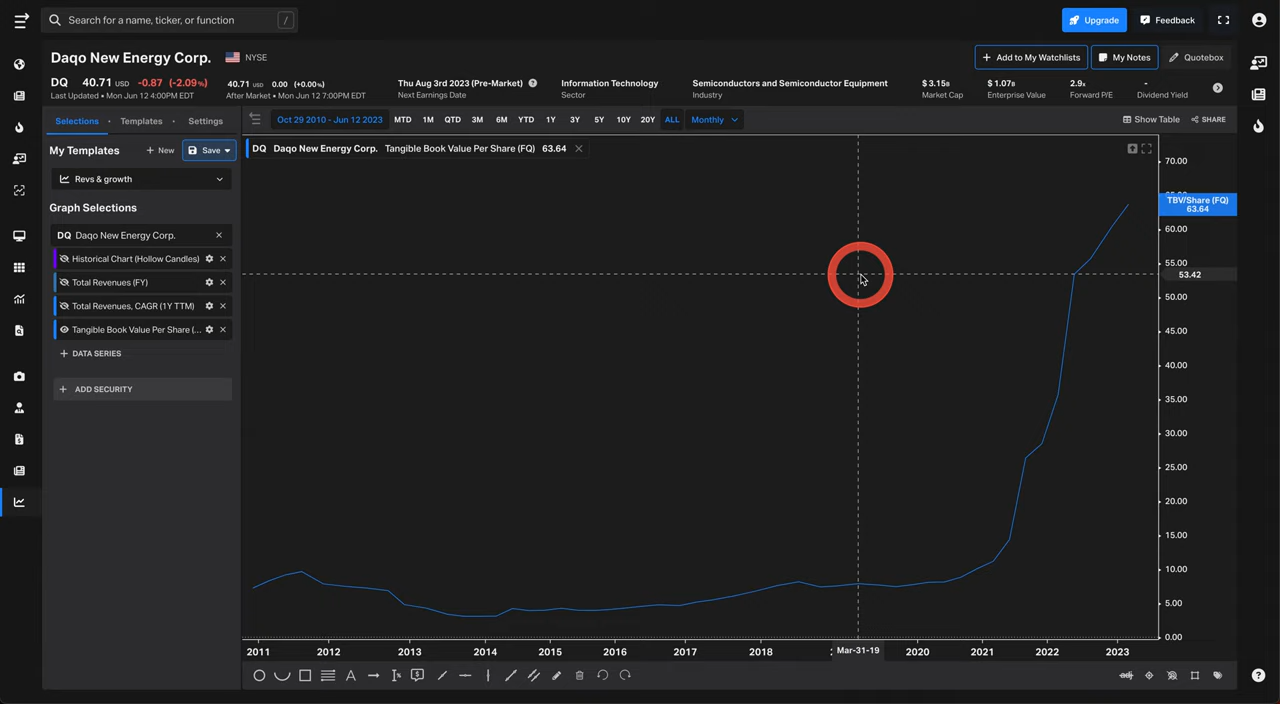 Search for a name, ticker, or function /
Upgrade
Feedback
Daqo New Energy Corp. NYSE
Add to My Watchlists
My Notes
Quotebox
DQ 40.71 USD -0.87 (-2.09%)
Last Updated • Mon Jun 12 4:00PM EDT
40.71 USD 0.00 (+0.00%)
After Market • Mon Jun 12 7:00PM EDT
Thu Aug 3rd 2023 (Pre-Market) ?
Next Earnings Date
Information Technology
Sector
Semiconductors and Semiconductor Equipment
Industry
$ 3.15B
Market Cap
$ 1.07B
Enterprise Value
2.9x
Forward P/E
-
Dividend Yield
Selections • Templates • Settings
Oct 29 2010 - Jun 12 2023 MTD 1M QTD 3M 6M YTD 1Y 3Y 5Y 10Y 20Y ALL Monthly
Show Table
SHARE
My Templates
+ New
Save
Revs & growth
Graph Selections
DQ Daqo New Energy Corp.
Historical Chart (Hollow Candles)
Total Revenues (FY)
Total Revenues, CAGR (1Y TTM)
Tangible Book Value Per Share (...
+ DATA SERIES
+ ADD SECURITY
DQ Daqo New Energy Corp. Tangible Book Value Per Share (FQ) 63.64
70.00
TBV/Share (FQ)
63.64
60.00
55.00
53.42
50.00
45.00
40.00
35.00
30.00
25.00
20.00
15.00
10.00
5.00
0.00
2011 2012 2013 2014 2015 2016 2017 2018 Mar-31-19 2020 2021 2022 2023